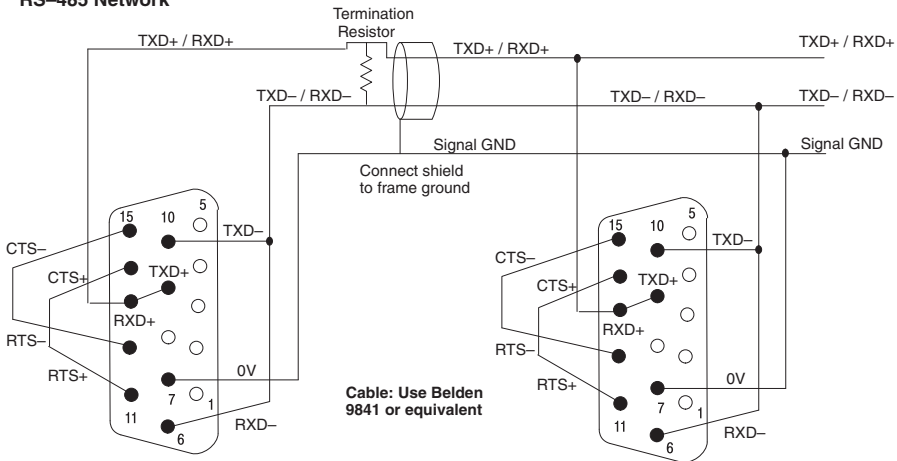 RS–485 Network
Termination
Resistor
TXD+ / RXD+
TXD+ / RXD+
TXD+ / RXD+
TXD– / RXD–
TXD– / RXD–
TXD– / RXD–
Signal GND
Signal GND
Connect shield
to frame ground
15
10
5
TXD–
CTS–
CTS+
TXD+
RXD+
RTS–
RTS+
0V
7
1
11
6
RXD–
Cable: Use Belden
9841 or equivalent
15
10
5
TXD–
CTS–
CTS+
TXD+
RXD+
RTS–
RTS+
0V
7
1
11
6
RXD–